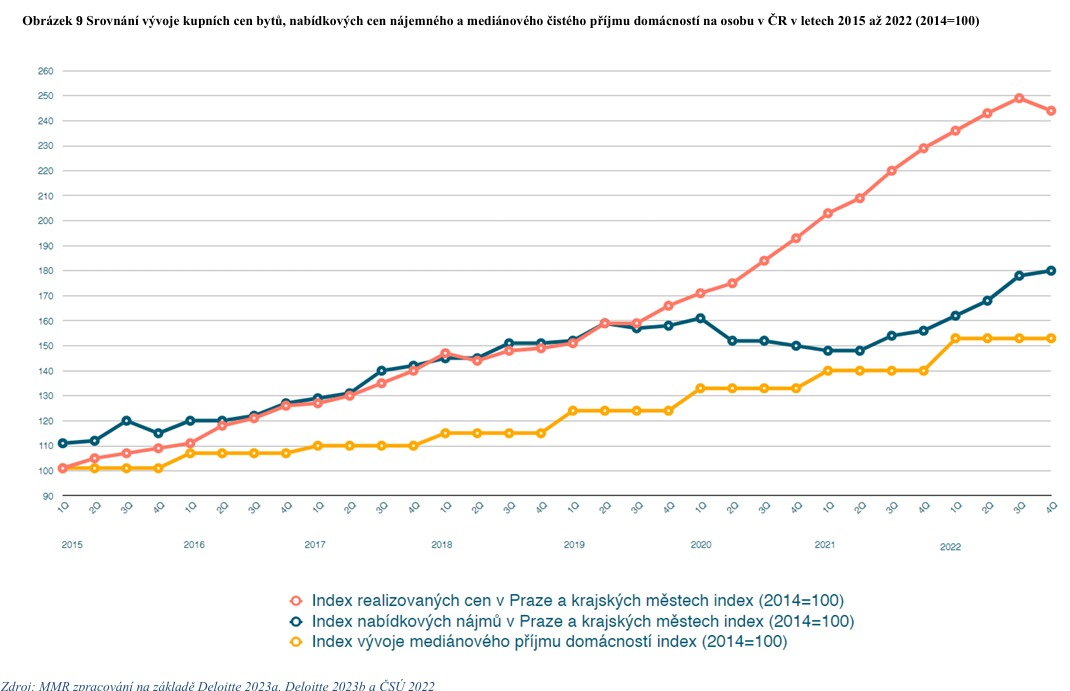 Obrázek 9 Srovnání vývoje kupních cen bytů, nabídkových cen nájemného a mediánového čistého příjmu domácností na osobu v ČR v letech 2015 až 2022 (2014=100)
260
250
240
230
220
210
200
190
180
170
160
150
140
130
120
110
100
90
1Q 2Q 3Q 4Q 1Q 2Q 3Q 4Q 1Q 2Q 3Q 4Q 1Q 2Q 3Q 4Q 1Q 2Q 3Q 4Q 1Q 2Q 3Q 4Q 1Q 2Q 3Q 4Q 1Q 2Q 3Q 4Q
2015 2016 2017 2018 2019 2020 2021 2022
Index realizovaných cen v Praze a krajských městech index (2014=100)
Index nabídkových nájmů v Praze a krajských městech index (2014=100)
Index vývoje mediánového příjmu domácností index (2014=100)
Zdroj: MMR zpracování na základě Deloitte 2023a, Deloitte 2023b a ČSÚ 2022